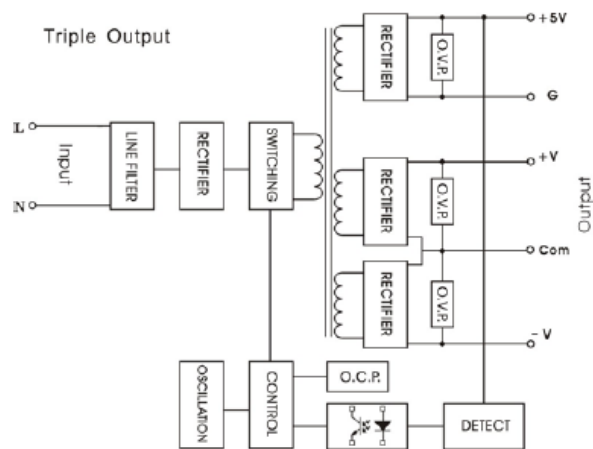 Triple Output
L
N
Input
LINE FILTER
RECTIFIER
SWITCHING
RECTIFIER
O.V.P.
+5V
G
RECTIFIER
O.V.P.
+V
Com
RECTIFIER
O.V.P.
-V
Output
OSCILLATION
CONTROL
O.C.P.
DETECT